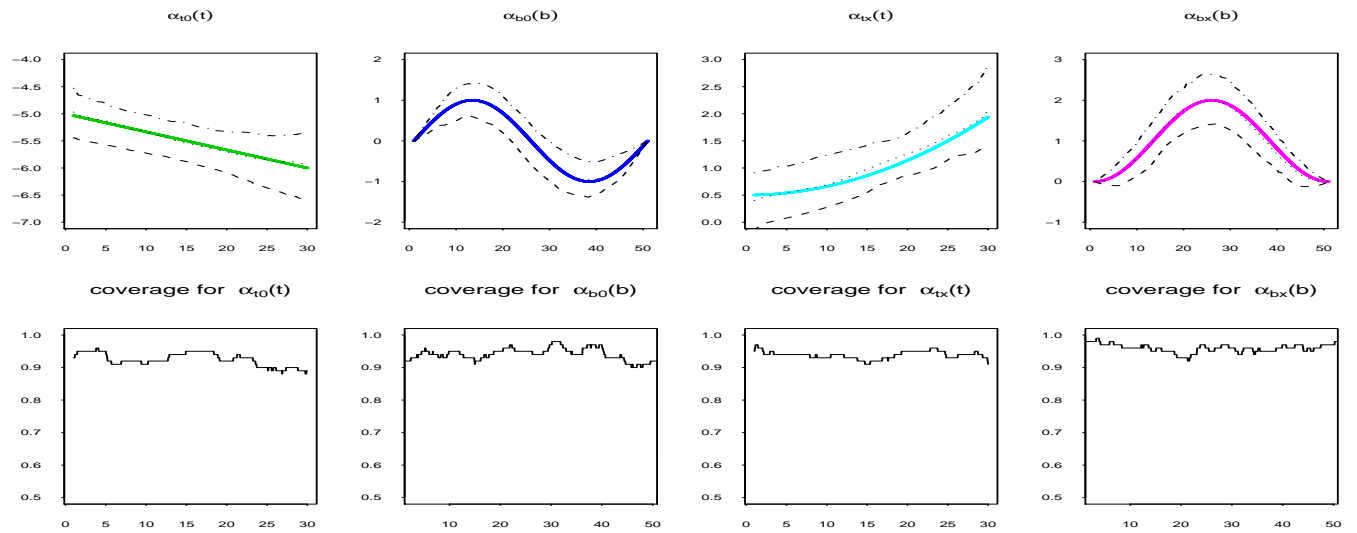 αt0(t) αb0(b) αtx(t) αbx(b)
−4.0 2 3.0 3
−4.5 2.5
−5.0 1 2.0 2
−5.5 0 1.5 1
−6.0 1.0
−6.5 −1 0.5 0
−7.0 −2 0.0 −1
0 5 10 15 20 25 30 0 10 20 30 40 50 0 5 10 15 20 25 30 0 10 20 30 40 50
coverage for αt0(t) coverage for αb0(b) coverage for αtx(t) coverage for αbx(b)
1.0 1.0 1.0 1.0
0.9 0.9 0.9 0.9
0.8 0.8 0.8 0.8
0.7 0.7 0.7 0.7
0.6 0.6 0.6 0.6
0.5 0.5 0.5 0.5
0 5 10 15 20 25 30 10 20 30 40 50 0 5 10 15 20 25 30 10 20 30 40 50